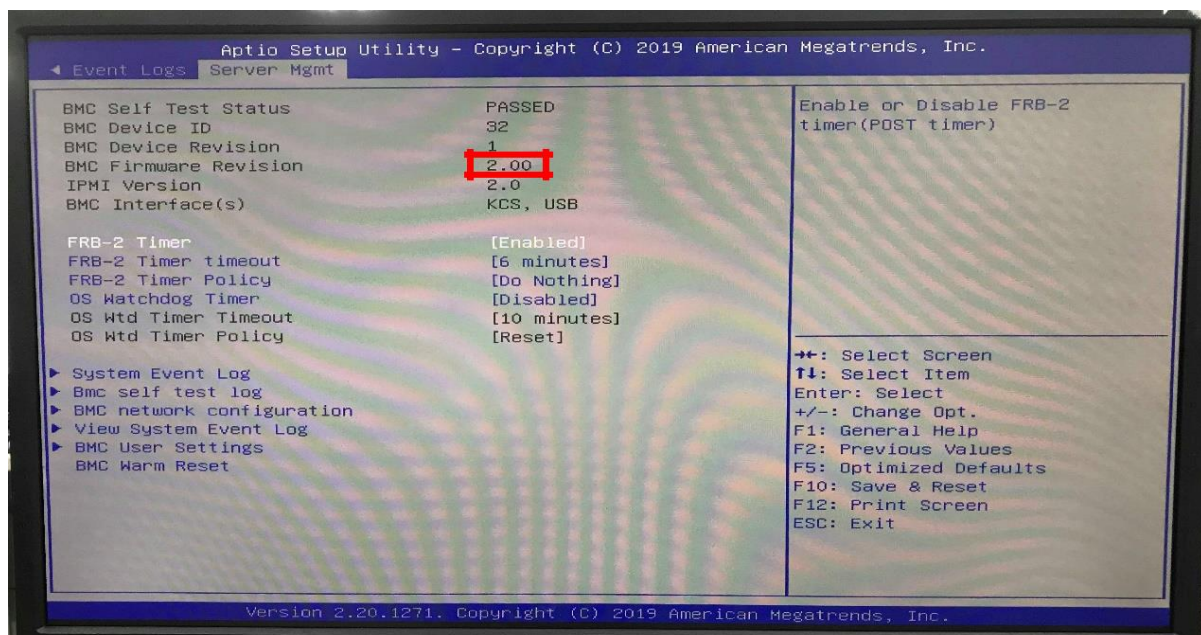 Aptio Setup Utility – Copyright (C) 2019 American Megatrends, Inc.
Event Logs Server Mgmt
BMC Self Test Status PASSED
BMC Device ID 32
BMC Device Revision 1
BMC Firmware Revision 2.00
IPMI Version 2.0
BMC Interface(s) KCS, USB
FRB-2 Timer [Enabled]
FRB-2 Timer timeout [6 minutes]
FRB-2 Timer Policy [Do Nothing]
OS Watchdog Timer [Disabled]
OS Wtd Timer Timeout [10 minutes]
OS Wtd Timer Policy [Reset]
System Event Log
Bmc self test log
BMC network configuration
View System Event Log
BMC User Settings
BMC Warm Reset
Enable or Disable FRB-2
timer(POST timer)
→←: Select Screen
↑↓: Select Item
Enter: Select
+/-: Change Opt.
F1: General Help
F2: Previous Values
F5: Optimized Defaults
F10: Save & Reset
F12: Print Screen
ESC: Exit
Version 2.20.1271. Copyright (C) 2019 American Megatrends, Inc.